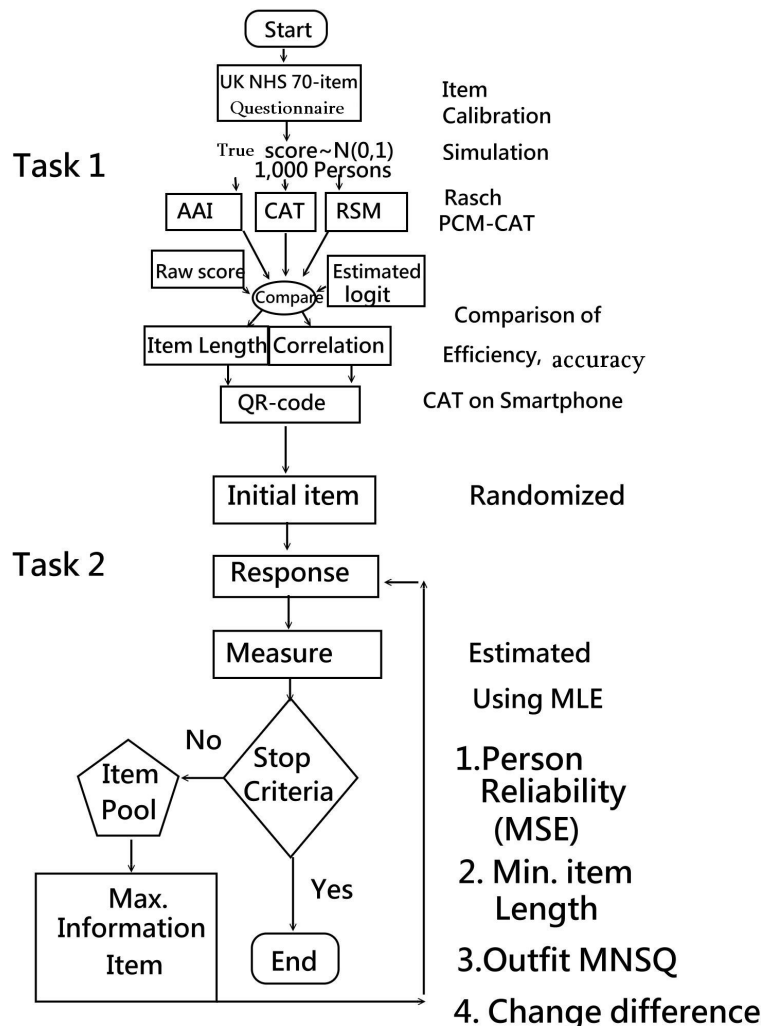 Start
UK NHS 70-item
Questionnaire
Item
Calibration
True score~N(0,1)
1,000 Persons
Simulation
Task 1
AAI
CAT
RSM
Rasch
PCM-CAT
Raw score
Estimated
logit
Compare
Item Length
Correlation
Comparison of
Efficiency, accuracy
QR-code
CAT on Smartphone
Initial item
Randomized
Task 2
Response
Measure
Estimated
Using MLE
No
Stop
Criteria
Item
Pool
1.Person
Reliability
(MSE)
Yes
2. Min. item
Length
Max.
Information
Item
End
3.Outfit MNSQ
4. Change difference